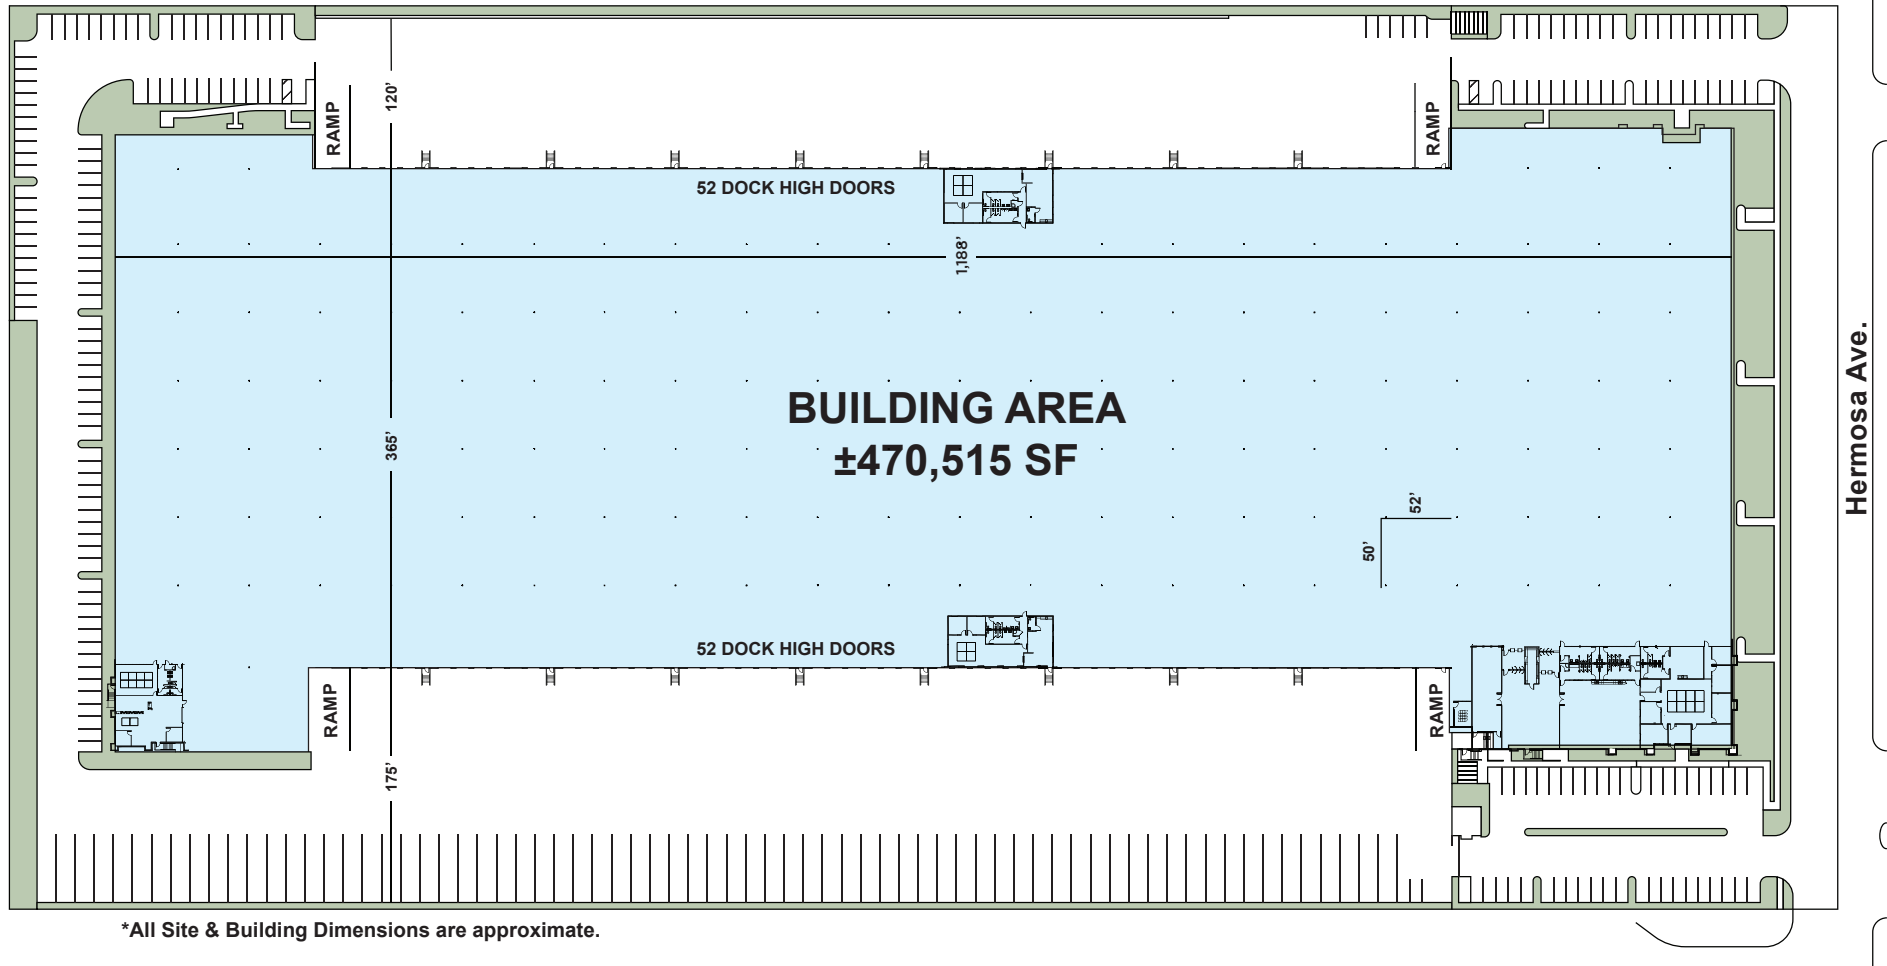 120'
RAMP
RAMP
52 DOCK HIGH DOORS
1,188'
BUILDING AREA
±470,515 SF
365'
52'
50'
Hermosa Ave.
52 DOCK HIGH DOORS
RAMP
RAMP
175'
*All Site & Building Dimensions are approximate.